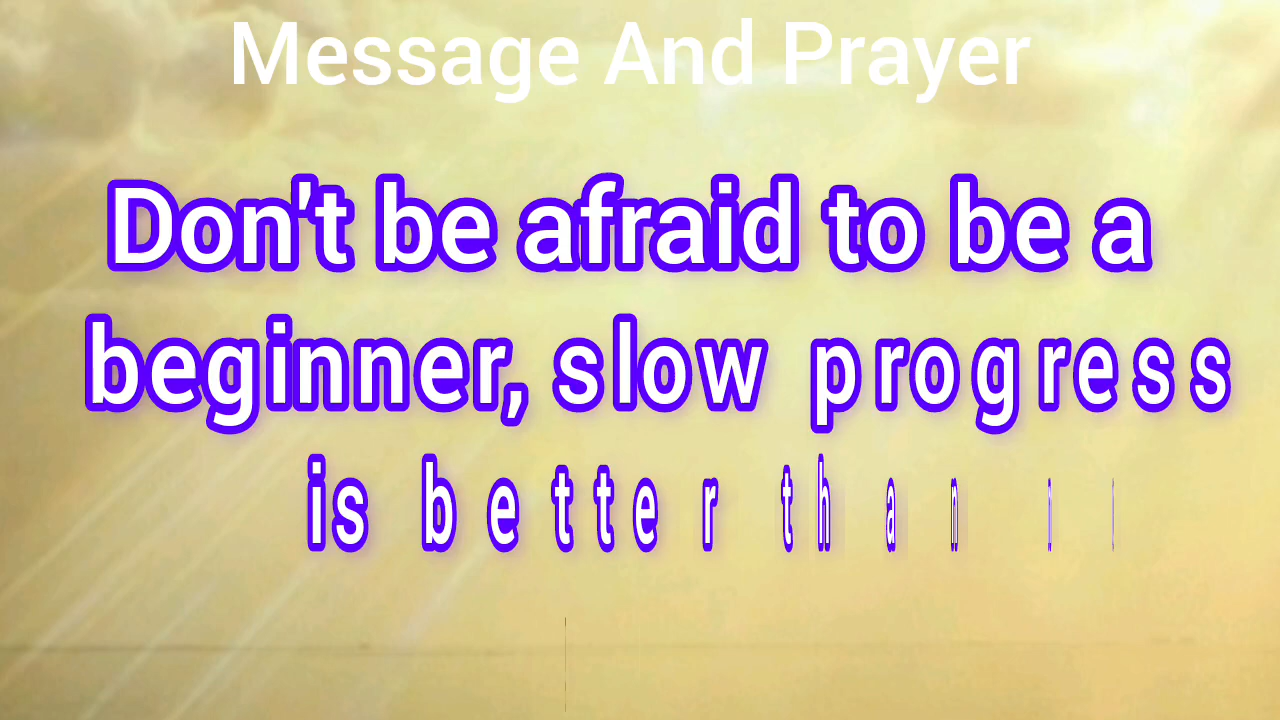 Message And Prayer
Don't be afraid to be a
beginner, slow progress
is better than